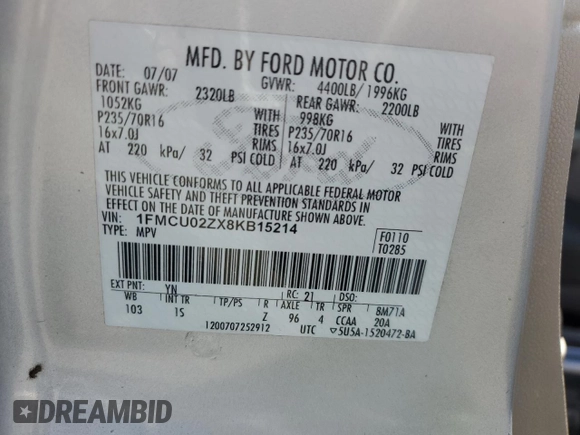 MFD. BY FORD MOTOR CO.
DATE: 07/07 GVWR: 4400LB/ 1996KG
FRONT GAWR: 2320LB REAR GAWR: 2200LB
1052KG WITH 998KG WITH
P235/70R16 TIRES P235/70R16 TIRES
16x7.0J RIMS 16x7.0J RIMS
AT 220 kPa/ 32 PSI COLD AT 220 kPa/ 32 PSI COLD
THIS VEHICLE CONFORMS TO ALL APPLICABLE FEDERAL MOTOR
VEHICLE SAFETY AND THEFT PREVENTION STANDARDS IN
EFFECT ON THE DATE OF MANUFACTURE SHOWN ABOVE.
VIN: 1FMCU02ZX8KB15214
TYPE: MPV
F0110
T0285
EXT PNT: YN RC: 21 DSO:
WB INT TR TP/PS R AXLE TR SPR 8M71A
103 1S Z 96 4 CCAA 20A
1200707252912 UTC ▽5U5A-1520472-BA
DREAMBID